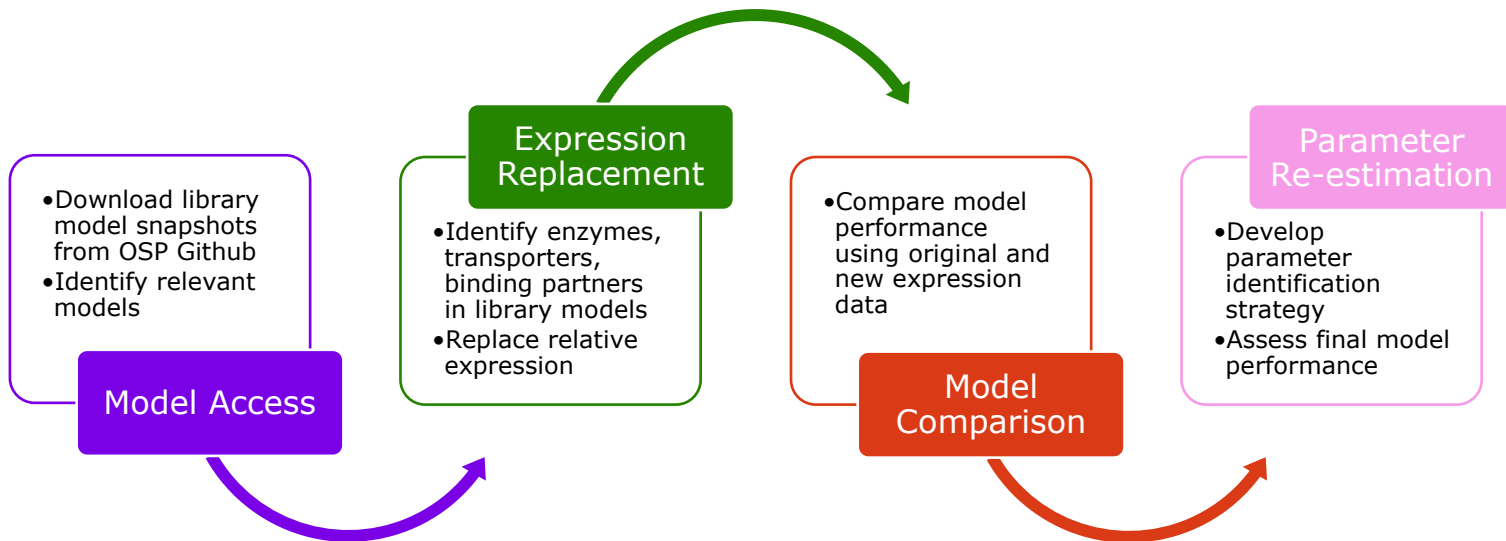 •Download library
model snapshots
from OSP Github
•Identify relevant
models
Model Access
Expression
Replacement
•Identify enzymes,
transporters,
binding partners
in library models
•Replace relative
expression
•Compare model
performance
using original and
new expression
data
Model
Comparison
Parameter
Re-estimation
•Develop
parameter
identification
strategy
•Assess final model
performance